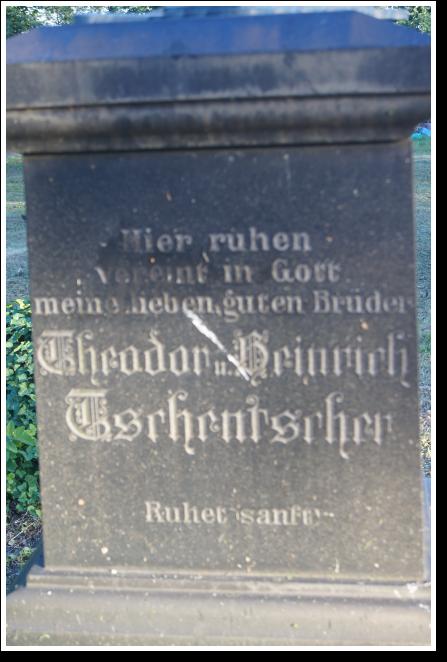 Hier ruhen
vereint in Gott
meine lieben, guten Brüder
Theodor u. Heinrich
Tschentscher
Ruhet sanft!